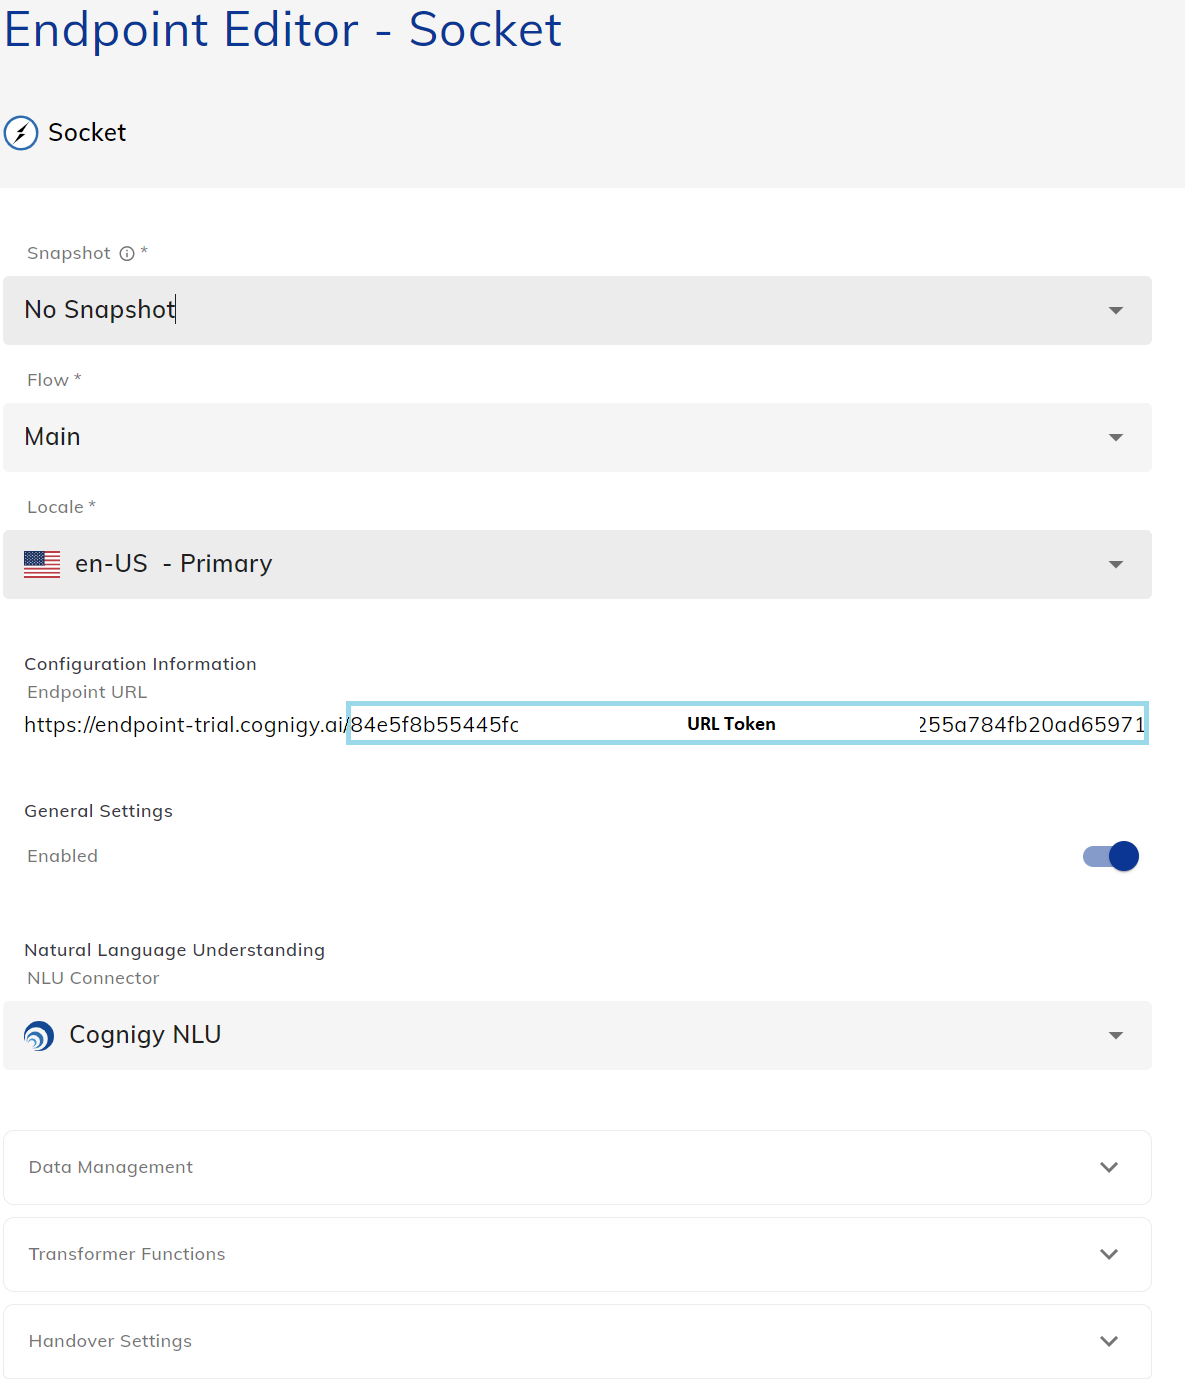 Endpoint Editor - Socket
Socket
Snapshot *
No Snapshot
Flow *
Main
Locale *
en-US - Primary
Configuration Information
Endpoint URL
https://endpoint-trial.cognigy.ai/84e5f8b55445fc URL Token 255a784fb20ad65971
General Settings
Enabled
Natural Language Understanding
NLU Connector
Cognigy NLU
Data Management
Transformer Functions
Handover Settings